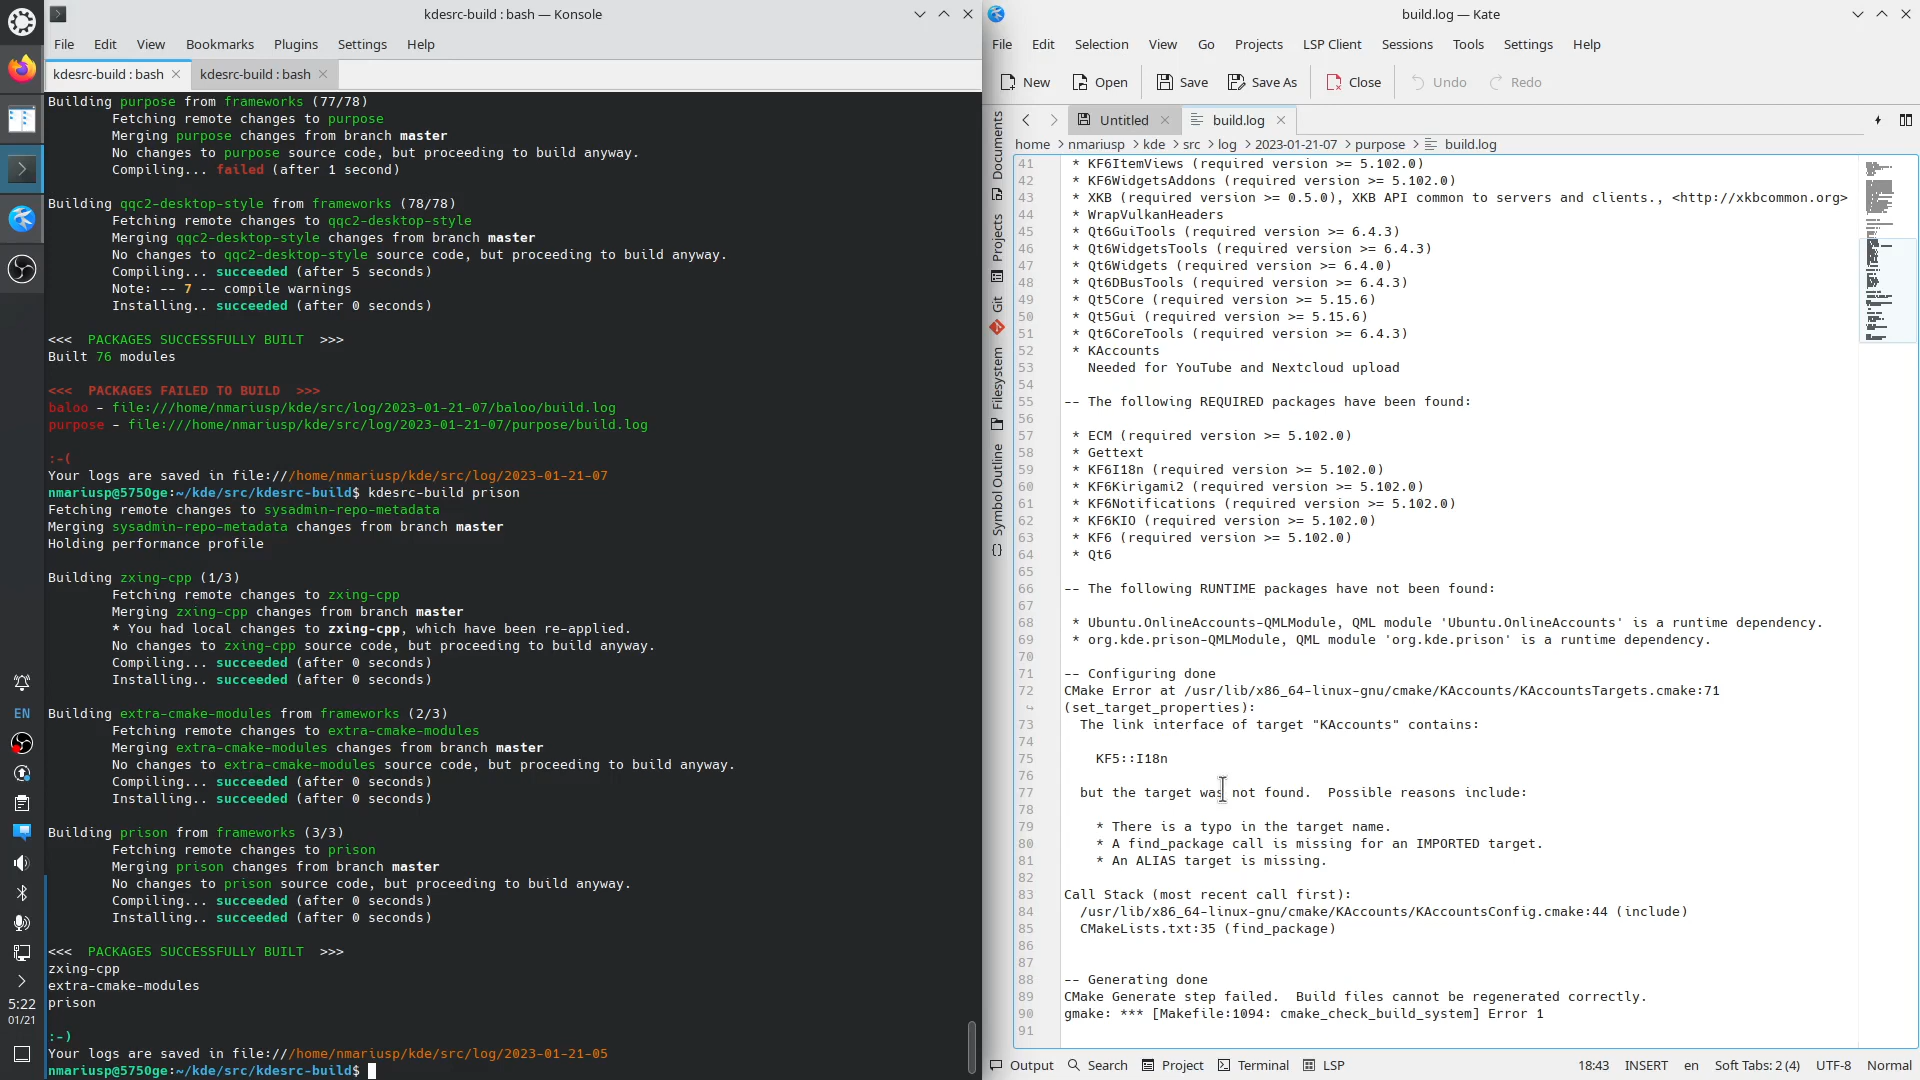 kdesrc-build : bash — Konsole
File Edit View Bookmarks Plugins Settings Help
kdesrc-build : bash
kdesrc-build : bash
Building purpose from frameworks (77/78)
Fetching remote changes to purpose
Merging purpose changes from branch master
No changes to purpose source code, but proceeding to build anyway.
Compiling... failed (after 1 second)
Building qqc2-desktop-style from frameworks (78/78)
Fetching remote changes to qqc2-desktop-style
Merging qqc2-desktop-style changes from branch master
No changes to qqc2-desktop-style source code, but proceeding to build anyway.
Compiling... succeeded (after 5 seconds)
Note: -- 7 -- compile warnings
Installing.. succeeded (after 0 seconds)
<<<  PACKAGES SUCCESSFULLY BUILT  >>>
Built 76 modules
<<<  PACKAGES FAILED TO BUILD  >>>
baloo - file:///home/nmariusp/kde/src/log/2023-01-21-07/baloo/build.log
purpose - file:///home/nmariusp/kde/src/log/2023-01-21-07/purpose/build.log
:-(
Your logs are saved in file:///home/nmariusp/kde/src/log/2023-01-21-07
nmariusp@5750ge:~/kde/src/kdesrc-build$ kdesrc-build prison
Fetching remote changes to sysadmin-repo-metadata
Merging sysadmin-repo-metadata changes from branch master
Holding performance profile
Building zxing-cpp (1/3)
Fetching remote changes to zxing-cpp
Merging zxing-cpp changes from branch master
* You had local changes to zxing-cpp, which have been re-applied.
No changes to zxing-cpp source code, but proceeding to build anyway.
Compiling... succeeded (after 0 seconds)
Installing.. succeeded (after 0 seconds)
Building extra-cmake-modules from frameworks (2/3)
Fetching remote changes to extra-cmake-modules
Merging extra-cmake-modules changes from branch master
No changes to extra-cmake-modules source code, but proceeding to build anyway.
Compiling... succeeded (after 0 seconds)
Installing.. succeeded (after 0 seconds)
Building prison from frameworks (3/3)
Fetching remote changes to prison
Merging prison changes from branch master
No changes to prison source code, but proceeding to build anyway.
Compiling... succeeded (after 0 seconds)
Installing.. succeeded (after 0 seconds)
<<<  PACKAGES SUCCESSFULLY BUILT  >>>
zxing-cpp
extra-cmake-modules
prison
:-)
Your logs are saved in file:///home/nmariusp/kde/src/log/2023-01-21-05
nmariusp@5750ge:~/kde/src/kdesrc-build$
EN
5:22
01/21
build.log — Kate
File Edit Selection View Go Projects LSP Client Sessions Tools Settings Help
New Open Save Save As Close Undo Redo
Untitled
build.log
home > nmariusp > kde > src > log > 2023-01-21-07 > purpose > build.log
Documents
Projects
Git
Filesystem
Symbol Outline
41 * KF6ItemViews (required version >= 5.102.0)
42 * KF6WidgetsAddons (required version >= 5.102.0)
43 * XKB (required version >= 0.5.0), XKB API common to servers and clients., <http://xkbcommon.org>
44 * WrapVulkanHeaders
45 * Qt6GuiTools (required version >= 6.4.3)
46 * Qt6WidgetsTools (required version >= 6.4.3)
47 * Qt6Widgets (required version >= 6.4.0)
48 * Qt6DBusTools (required version >= 6.4.3)
49 * Qt5Core (required version >= 5.15.6)
50 * Qt5Gui (required version >= 5.15.6)
51 * Qt6CoreTools (required version >= 6.4.3)
52 * KAccounts
53 Needed for YouTube and Nextcloud upload
54
55 -- The following REQUIRED packages have been found:
56
57 * ECM (required version >= 5.102.0)
58 * Gettext
59 * KF6I18n (required version >= 5.102.0)
60 * KF6Kirigami2 (required version >= 5.102.0)
61 * KF6Notifications (required version >= 5.102.0)
62 * KF6KIO (required version >= 5.102.0)
63 * KF6 (required version >= 5.102.0)
64 * Qt6
65
66 -- The following RUNTIME packages have not been found:
67
68 * Ubuntu.OnlineAccounts-QMLModule, QML module 'Ubuntu.OnlineAccounts' is a runtime dependency.
69 * org.kde.prison-QMLModule, QML module 'org.kde.prison' is a runtime dependency.
70
71 -- Configuring done
72 CMake Error at /usr/lib/x86_64-linux-gnu/cmake/KAccounts/KAccountsTargets.cmake:71
(set_target_properties):
73 The link interface of target "KAccounts" contains:
74
75 KF5::I18n
76
77 but the target was not found.  Possible reasons include:
78
79 * There is a typo in the target name.
80 * A find_package call is missing for an IMPORTED target.
81 * An ALIAS target is missing.
82
83 Call Stack (most recent call first):
84 /usr/lib/x86_64-linux-gnu/cmake/KAccounts/KAccountsConfig.cmake:44 (include)
85 CMakeLists.txt:35 (find_package)
86
87
88 -- Generating done
89 CMake Generate step failed.  Build files cannot be regenerated correctly.
90 gmake: *** [Makefile:1094: cmake_check_build_system] Error 1
91
Output Search Project Terminal LSP 18:43 INSERT en Soft Tabs: 2 (4) UTF-8 Normal